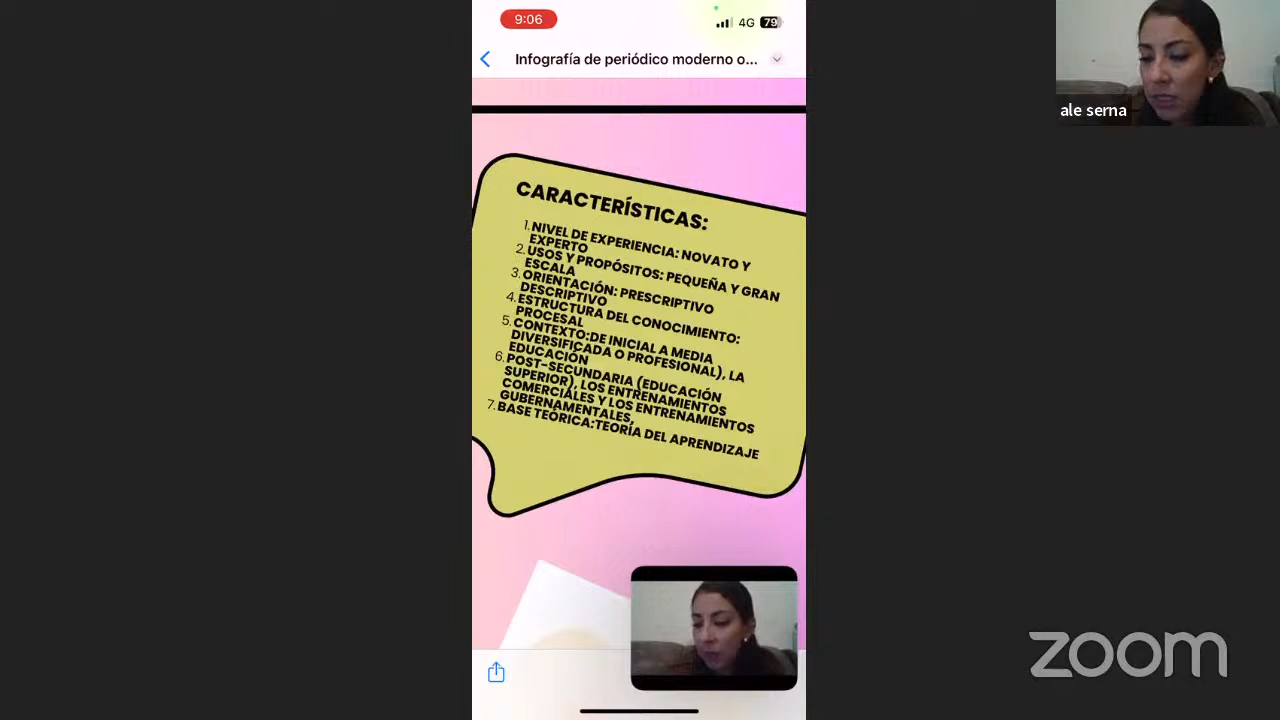 9:06
4G
79
Infografía de periódico moderno o...
ale serna
CARACTERÍSTICAS:
1. NIVEL DE EXPERIENCIA: NOVATO Y
EXPERTO
2. USOS Y PROPÓSITOS: PEQUEÑA Y GRAN
ESCALA
3. ORIENTACIÓN: PRESCRIPTIVO
DESCRIPTIVO
4. ESTRUCTURA DEL CONOCIMIENTO:
PROCESAL
5. CONTEXTO:DE INICIAL A MEDIA
DIVERSIFICADA O PROFESIONAL), LA
EDUCACIÓN
6. POST-SECUNDARIA (EDUCACIÓN
SUPERIOR), LOS ENTRENAMIENTOS
COMERCIALES Y LOS ENTRENAMIENTOS
GUBERNAMENTALES,
7. BASE TEÓRICA:TEORÍA DEL APRENDIZAJE
zoom